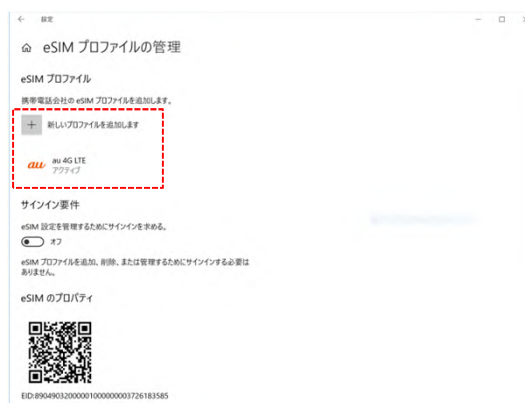 設定
eSIM プロファイルの管理
eSIM プロファイル
携帯電話会社の eSIM プロファイルを追加します。
新しいプロファイルを追加します
au
au 4G LTE
アクティブ
サインイン要件
eSIM 設定を管理するためにサインインを求める。
オフ
eSIM プロファイルを追加、削除、または管理するためにサインインする必要は
ありません。
eSIM のプロパティ
EID:89049032000001000000003726183585